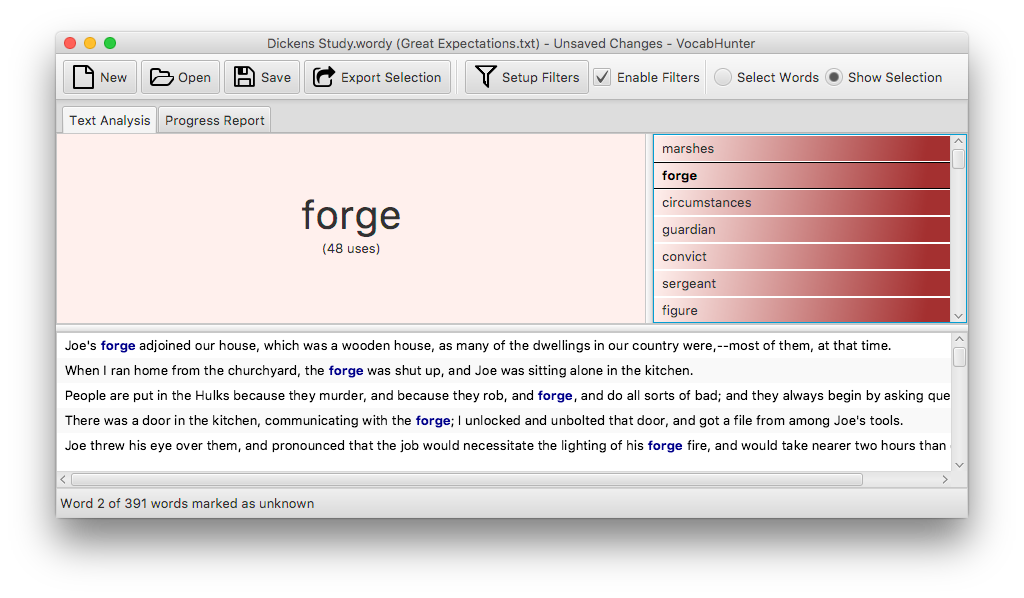 Dickens Study.wordy (Great Expectations.txt) - Unsaved Changes - VocabHunter
New Open Save Export Selection Setup Filters Enable Filters Select Words Show Selection
Text Analysis Progress Report
forge
(48 uses)
marshes
forge
circumstances
guardian
convict
sergeant
figure
Joe's forge adjoined our house, which was a wooden house, as many of the dwellings in our country were,--most of them, at that time.
When I ran home from the churchyard, the forge was shut up, and Joe was sitting alone in the kitchen.
People are put in the Hulks because they murder, and because they rob, and forge, and do all sorts of bad; and they always begin by asking que
There was a door in the kitchen, communicating with the forge; I unlocked and unbolted that door, and got a file from among Joe's tools.
Joe threw his eye over them, and pronounced that the job would necessitate the lighting of his forge fire, and would take nearer two hours than
Word 2 of 391 words marked as unknown